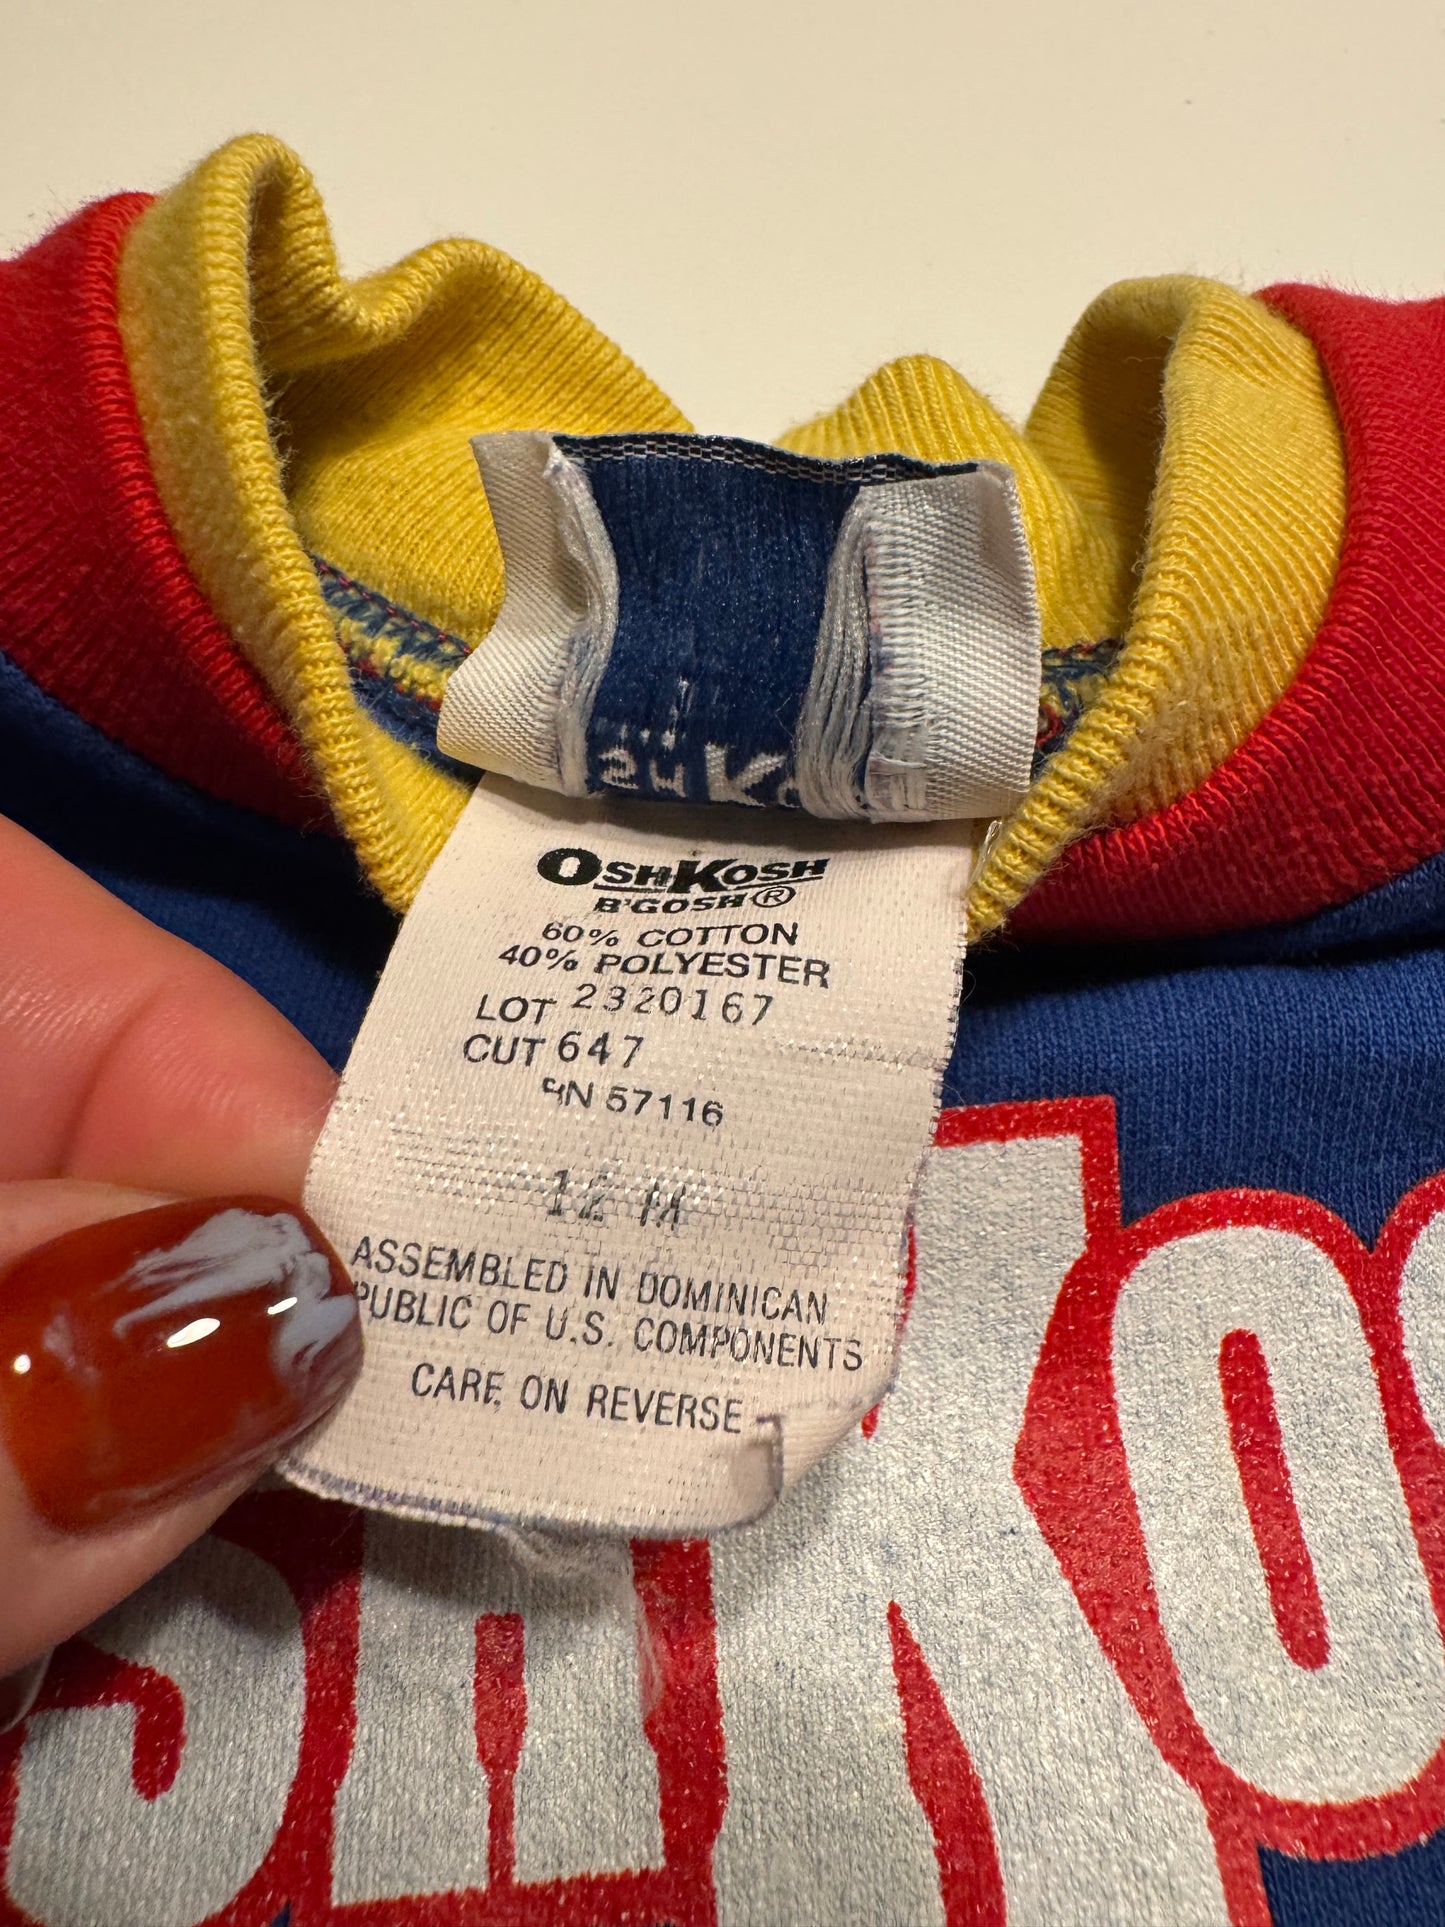 OSHKOSH
B'GOSH ®
60% COTTON
40% POLYESTER
LOT 2320167
CUT 647
RN 57116
12 M
ASSEMBLED IN DOMINICAN
PUBLIC OF U.S. COMPONENTS
CARE ON REVERSE